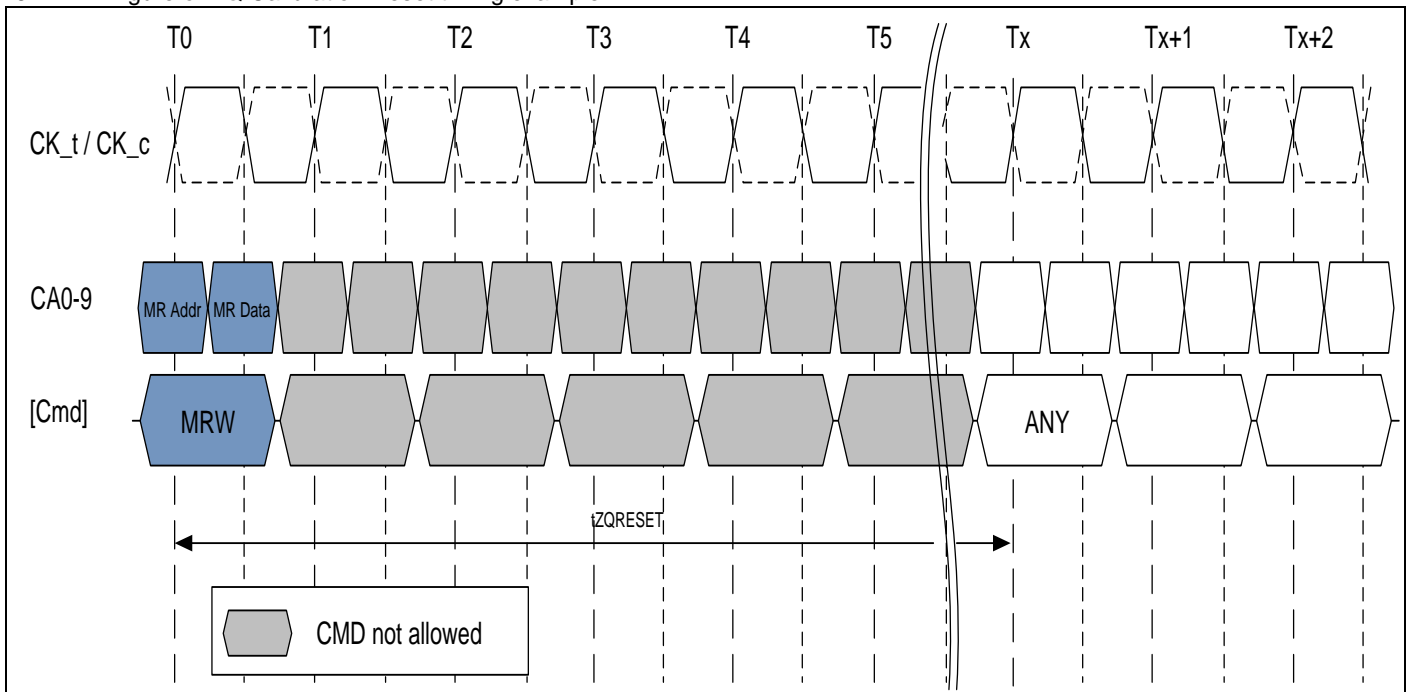 T0 T1 T2 T3 T4 T5 Tx Tx+1 Tx+2
CK_t / CK_c
CA0-9 MR Addr MR Data
[Cmd] MRW ANY
tZQRESET
CMD not allowed